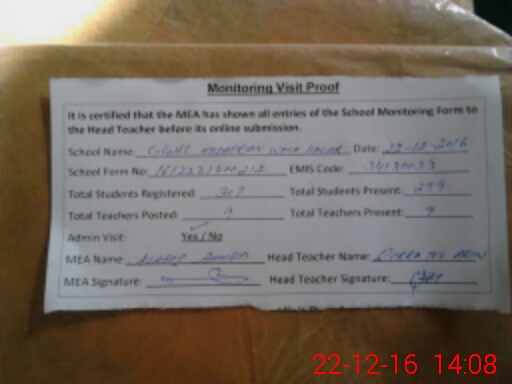 Monitoring Visit Proof
It is certified that the MEA has shown all entries of the School Monitoring Form to
the Head Teacher before its online submission.
School Name: Date: 22-12-2016
School Form No: EMIS Code:
Total Students Registered: 307 Total Students Present: 299
Total Teachers Posted: 9 Total Teachers Present: 9
Admin Visit: Yes / No
MEA Name: Head Teacher Name:
MEA Signature: Head Teacher Signature:
22-12-16 14:08